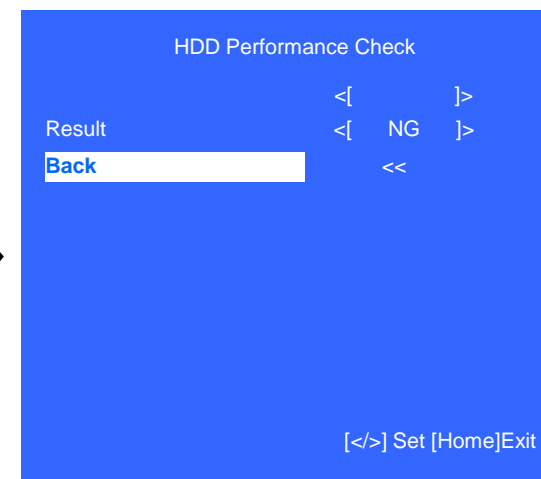 HDD Performance Check
<[ ]>
Result <[ NG ]>
Back <<
[</>] Set [Home]Exit